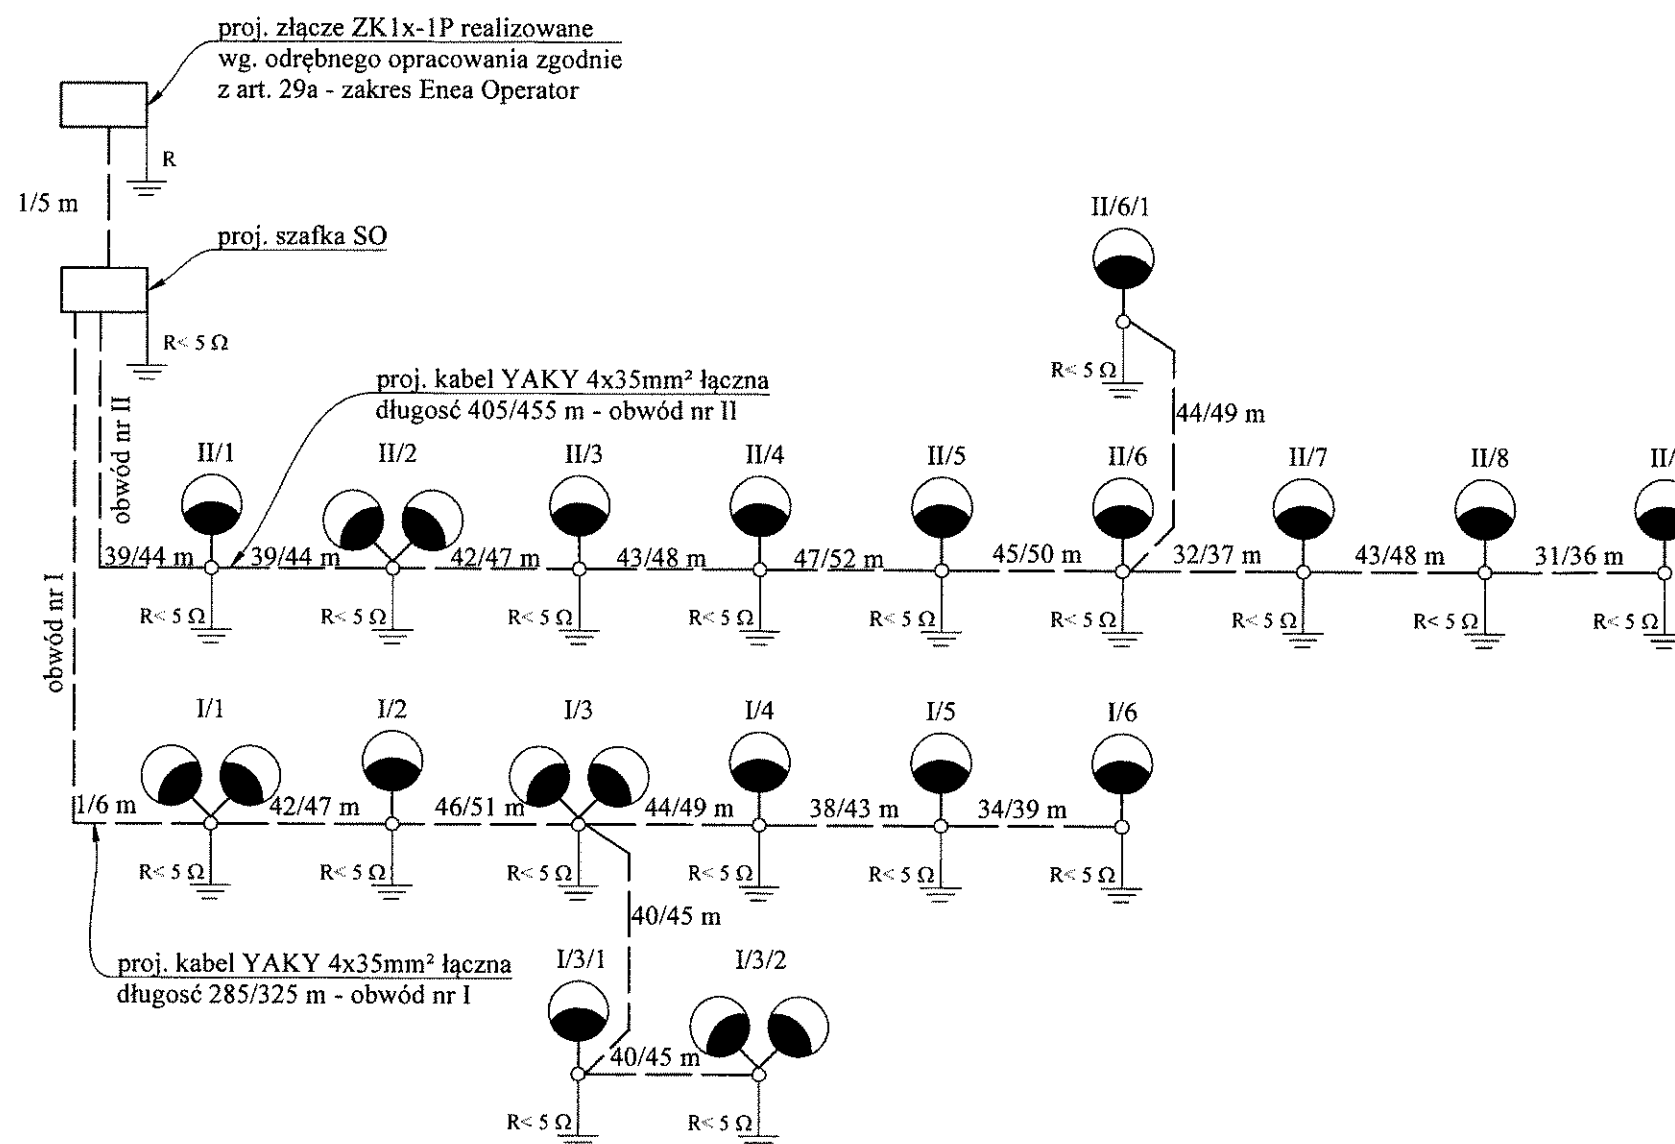 proj. złącze ZK1x-1P realizowane
wg. odrębnego opracowania zgodnie
z art. 29a - zakres Enea Operator
R
1/5 m
proj. szafka SO
R< 5 Ω
II/6/1
R< 5 Ω
44/49 m
proj. kabel YAKY 4x35mm² łączna
długosć 405/455 m - obwód nr II
obwód nr II
II/1
II/2
II/3
II/4
II/5
II/6
II/7
II/8
II/
39/44 m
39/44 m
42/47 m
43/48 m
47/52 m
45/50 m
32/37 m
43/48 m
31/36 m
R< 5 Ω
R< 5 Ω
R< 5 Ω
R< 5 Ω
R< 5 Ω
R< 5 Ω
R< 5 Ω
R< 5 Ω
R< 5 Ω
obwód nr I
I/1
I/2
I/3
I/4
I/5
I/6
1/6 m
42/47 m
46/51 m
44/49 m
38/43 m
34/39 m
R< 5 Ω
R< 5 Ω
R< 5 Ω
R< 5 Ω
R< 5 Ω
R< 5 Ω
40/45 m
proj. kabel YAKY 4x35mm² łączna
długosć 285/325 m - obwód nr I
I/3/1
I/3/2
40/45 m
R< 5 Ω
R< 5 Ω